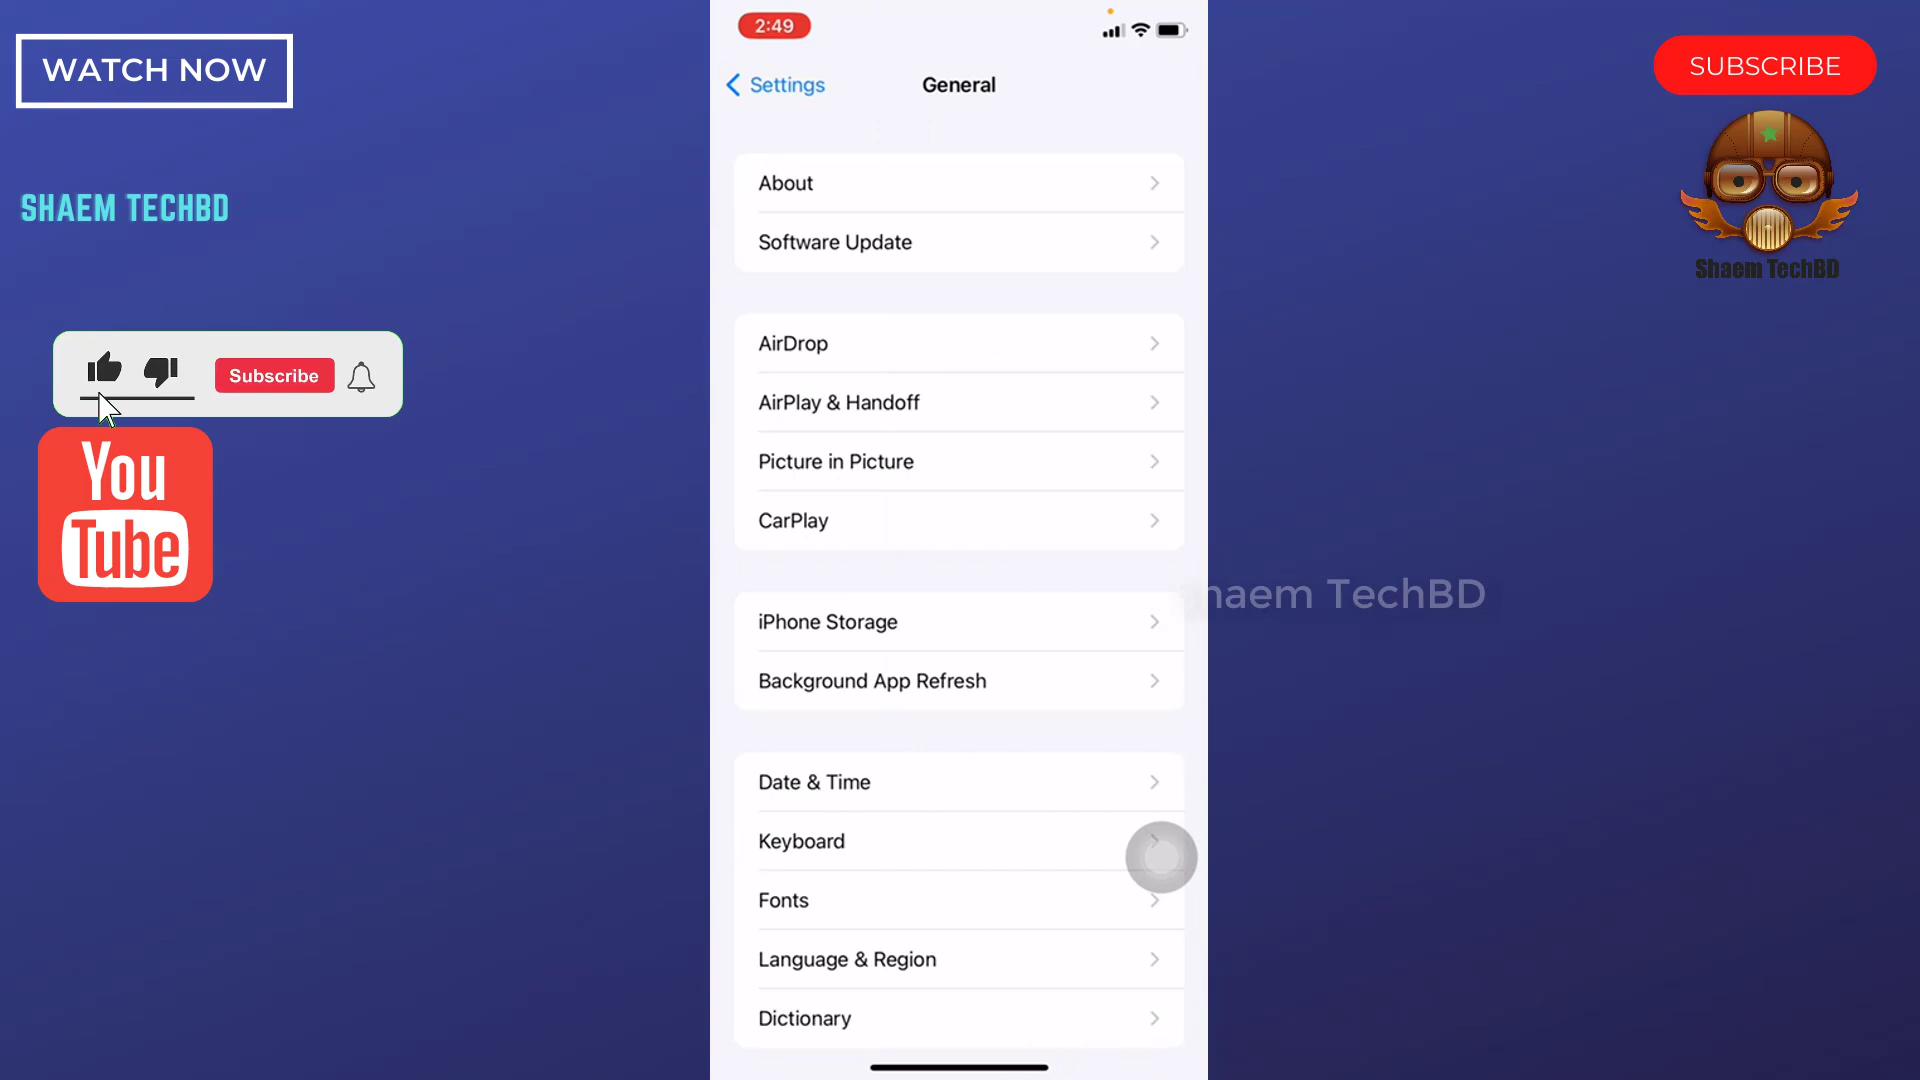 WATCH NOW
SHAEM TECHBD
Subscribe
You
Tube
2:49
Settings
General
About
Software Update
AirDrop
AirPlay & Handoff
Picture in Picture
CarPlay
iPhone Storage
Background App Refresh
Date & Time
Keyboard
Fonts
Language & Region
Dictionary
SUBSCRIBE
Shaem TechBD
haem TechBD